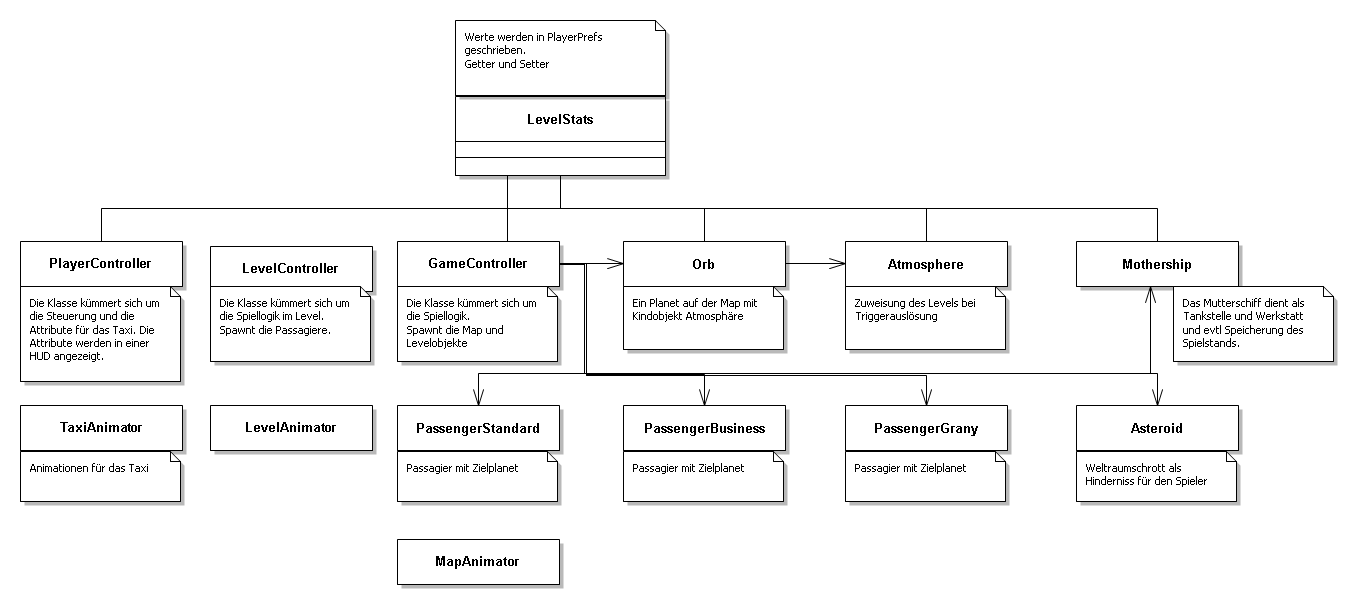 Werte werden in PlayerPrefs
geschrieben.
Getter und Setter
LevelStats
PlayerController
Die Klasse kümmert sich um
die Steuerung und die
Attribute für das Taxi. Die
Attribute werden in einer
HUD angezeigt.
LevelController
Die Klasse kümmert sich um
die Spiellogik im Level.
Spawnt die Passagiere.
GameController
Die Klasse kümmert sich um
die Spiellogik.
Spawnt die Map und
Levelobjekte
Orb
Ein Planet auf der Map mit
Kindobjekt Atmosphäre
Atmosphere
Zuweisung des Levels bei
Triggerauslösung
Mothership
Das Mutterschiff dient als
Tankstelle und Werkstatt
und evtl Speicherung des
Spielstands.
TaxiAnimator
Animationen für das Taxi
LevelAnimator
PassengerStandard
Passagier mit Zielplanet
PassengerBusiness
Passagier mit Zielplanet
PassengerGrany
Passagier mit Zielplanet
Asteroid
Weltraumschrott als
Hinderniss für den Spieler
MapAnimator